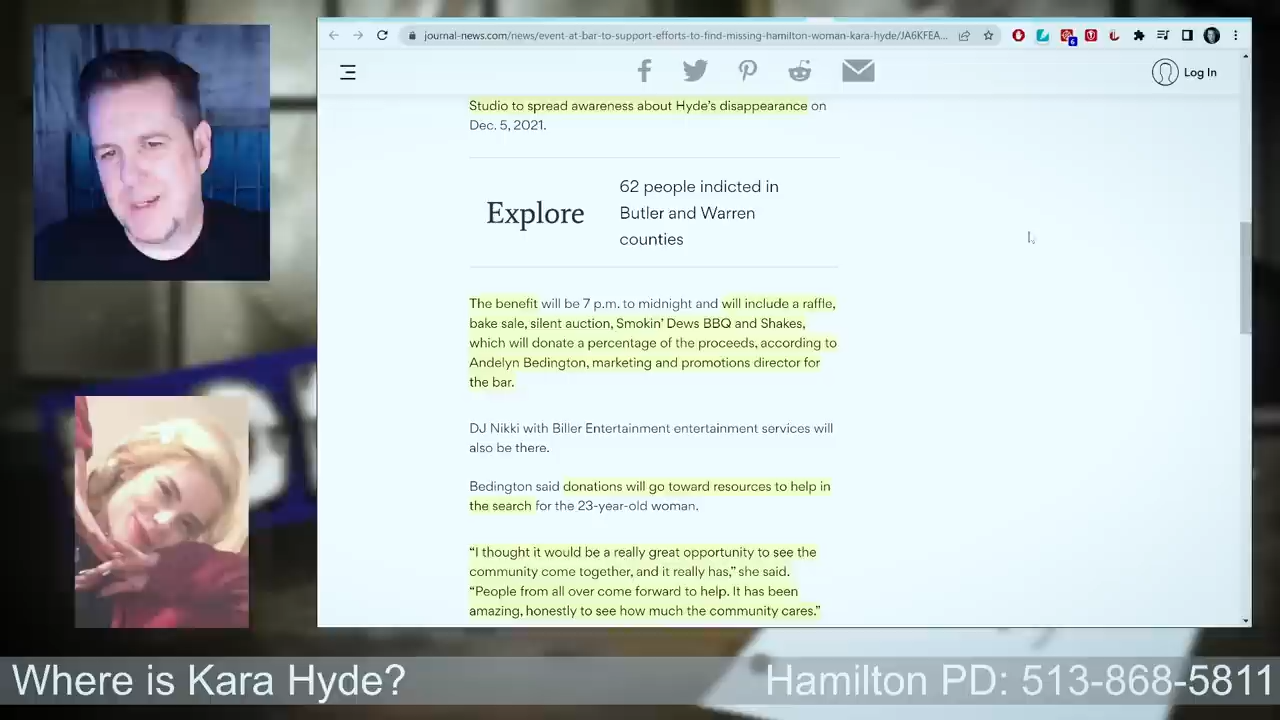 journal-news.com/news/event-at-bar-to-support-efforts-to-find-missing-hamilton-woman-kara-hyde/JA6KFEA...
6
Log In
Studio to spread awareness about Hyde's disappearance on
Dec. 5, 2021.
Explore
62 people indicted in
Butler and Warren
counties
The benefit will be 7 p.m. to midnight and will include a raffle,
bake sale, silent auction, Smokin' Dews BBQ and Shakes,
which will donate a percentage of the proceeds, according to
Andelyn Bedington, marketing and promotions director for
the bar.
DJ Nikki with Biller Entertainment entertainment services will
also be there.
Bedington said donations will go toward resources to help in
the search for the 23-year-old woman.
“I thought it would be a really great opportunity to see the
community come together, and it really has,” she said.
“People from all over come forward to help. It has been
amazing, honestly to see how much the community cares.”
Where is Kara Hyde?
Hamilton PD: 513-868-5811